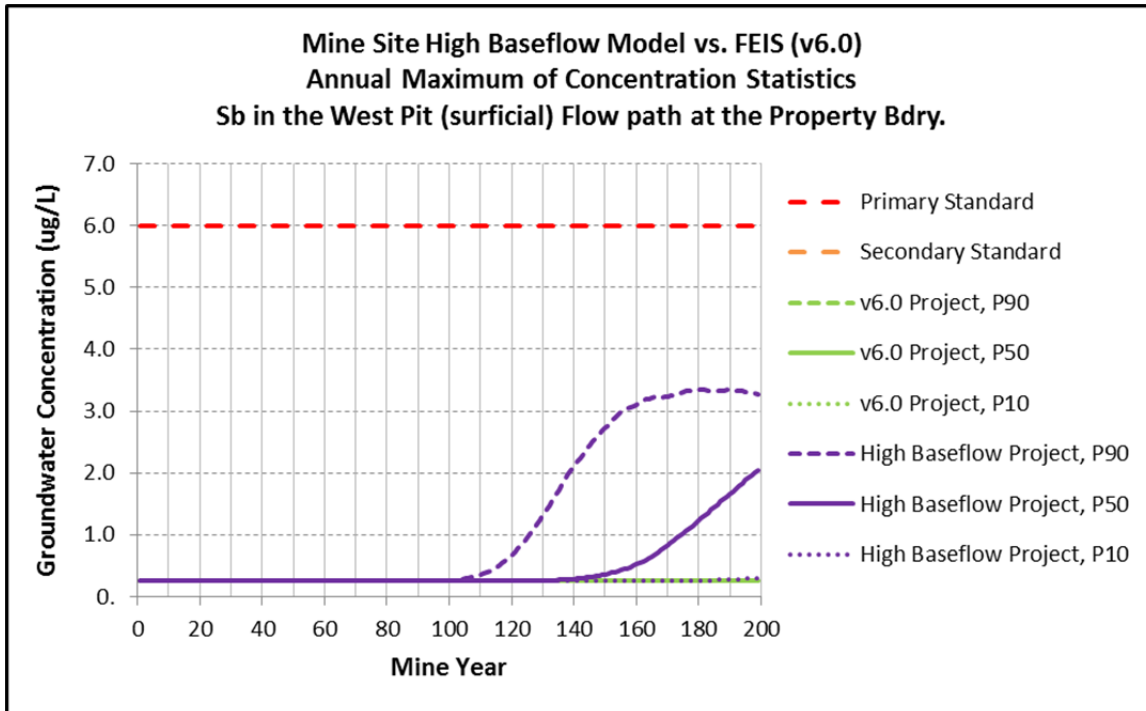 Mine Site High Baseflow Model vs. FEIS (v6.0)
Annual Maximum of Concentration Statistics
Sb in the West Pit (surficial) Flow path at the Property Bdry.
Groundwater Concentration (ug/L)
7.0
6.0
5.0
4.0
3.0
2.0
1.0
0.
0 20 40 60 80 100 120 140 160 180 200
Mine Year
Primary Standard
Secondary Standard
v6.0 Project, P90
v6.0 Project, P50
v6.0 Project, P10
High Baseflow Project, P90
High Baseflow Project, P50
High Baseflow Project, P10